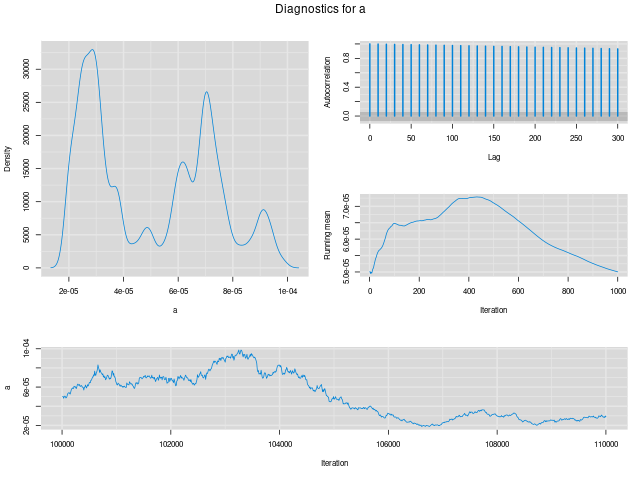 Diagnostics for a
Density
0 5000 10000 15000 20000 30000
2e-05 4e-05 6e-05 8e-05 1e-04
a
Autocorrelation
0.0 0.4 0.8
0 50 100 150 200 250 300
Lag
Running mean
5.0e-05 6.0e-05 7.0e-05
0 200 400 600 800 1000
Iteration
a
2e-05 6e-05 1e-04
100000 102000 104000 106000 108000 110000
Iteration